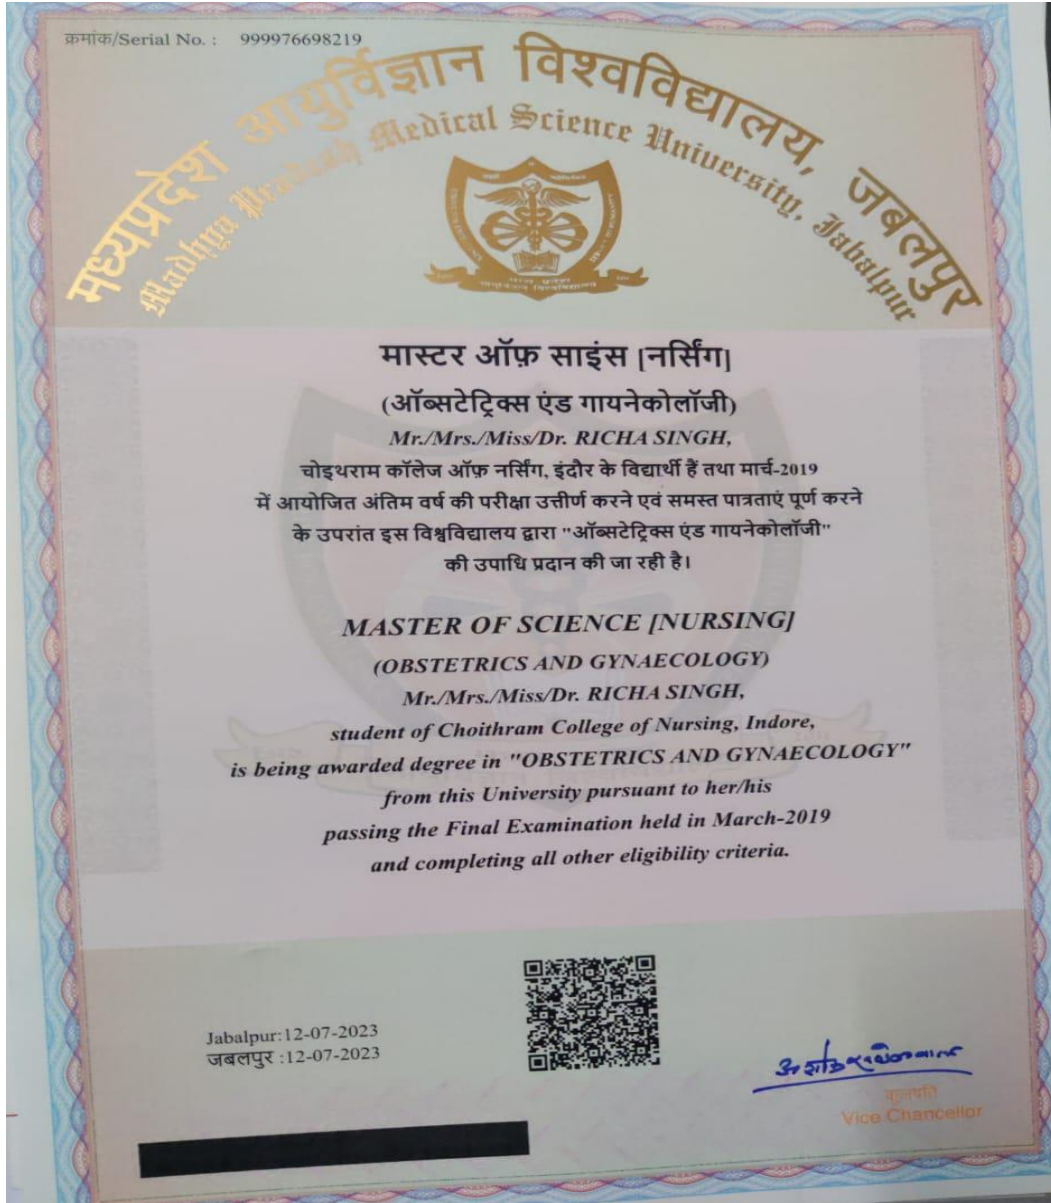 क्रमांक/Serial No. : 999976698219
मध्यप्रदेश आयुर्विज्ञान विश्वविद्यालय, जबलपुर
Madhya Pradesh Medical Science University, Jabalpur
मास्टर ऑफ़ साइंस [नर्सिंग]
(ऑब्सटेट्रिक्स एंड गायनेकोलॉजी)
Mr./Mrs./Miss/Dr. RICHA SINGH,
चोइथराम कॉलेज ऑफ़ नर्सिंग, इंदौर के विद्यार्थी हैं तथा मार्च-2019
में आयोजित अंतिम वर्ष की परीक्षा उत्तीर्ण करने एवं समस्त पात्रताएं पूर्ण करने
के उपरांत इस विश्वविद्यालय द्वारा "ऑब्सटेट्रिक्स एंड गायनेकोलॉजी"
की उपाधि प्रदान की जा रही है।
MASTER OF SCIENCE [NURSING]
(OBSTETRICS AND GYNAECOLOGY)
Mr./Mrs./Miss/Dr. RICHA SINGH,
student of Choithram College of Nursing, Indore,
is being awarded degree in "OBSTETRICS AND GYNAECOLOGY"
from this University pursuant to her/his
passing the Final Examination held in March-2019
and completing all other eligibility criteria.
Jabalpur:12-07-2023
जबलपुर :12-07-2023
कुलपति
Vice Chancellor